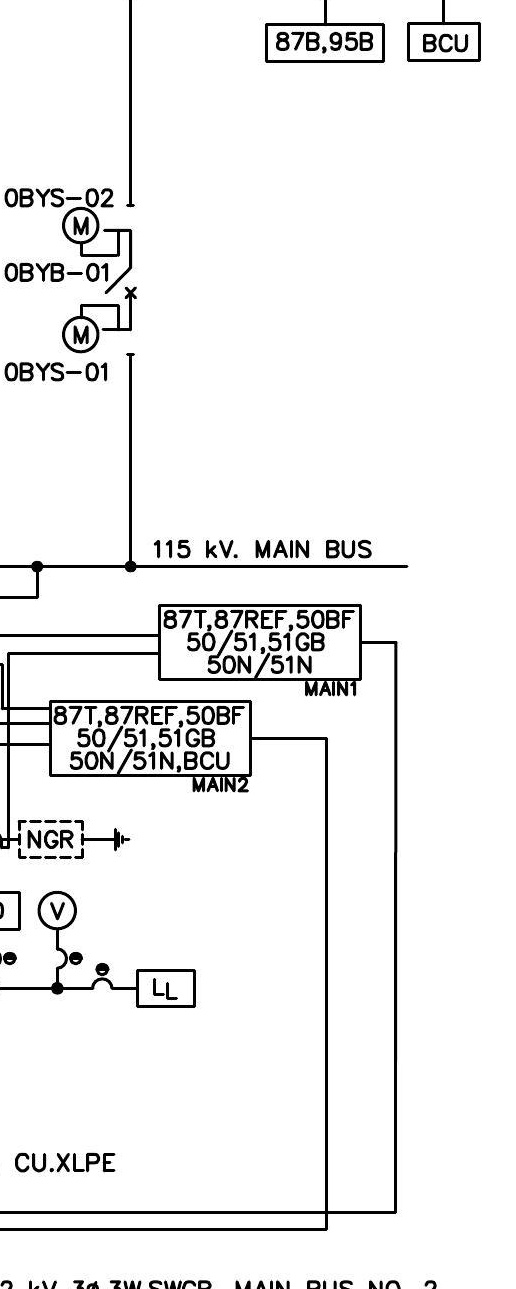 87B,95B
BCU
0BYS-02
M
0BYB-01
M
0BYS-01
115 kV. MAIN BUS
87T,87REF,50BF
50/51,51GB
50N/51N
MAIN1
87T,87REF,50BF
50/51,51GB
50N/51N,BCU
MAIN2
NGR
V
LL
CU.XLPE
2 kV 3ø 3W.SWGR. MAIN BUS NO. 2